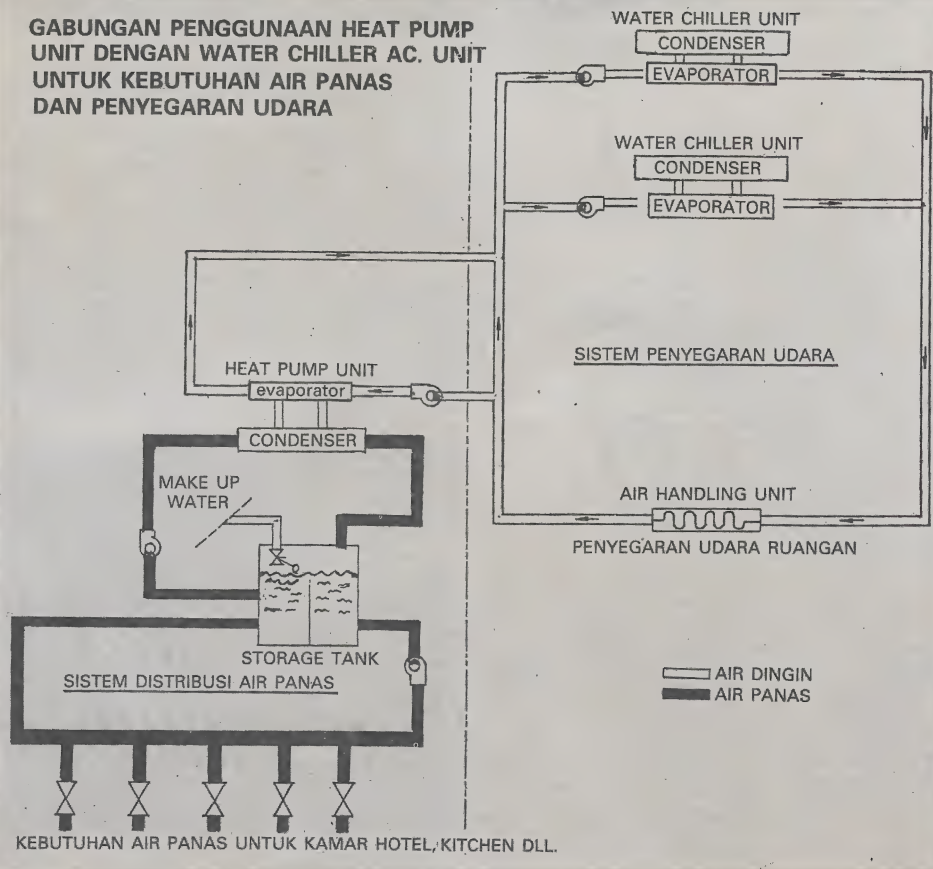 GABUNGAN PENGGUNAAN HEAT PUMP
UNIT DENGAN WATER CHILLER AC. UNIT
UNTUK KEBUTUHAN AIR PANAS
DAN PENYEGARAN UDARA
WATER CHILLER UNIT
CONDENSER
EVAPORATOR
WATER CHILLER UNIT
CONDENSER
EVAPORATOR
SISTEM PENYEGARAN UDARA
HEAT PUMP UNIT
evaporator
CONDENSER
MAKE UP
WATER
AIR HANDLING UNIT
PENYEGARAN UDARA RUANGAN
STORAGE TANK
SISTEM DISTRIBUSI AIR PANAS
AIR DINGIN
AIR PANAS
KEBUTUHAN AIR PANAS UNTUK KAMAR HOTEL, KITCHEN DLL.